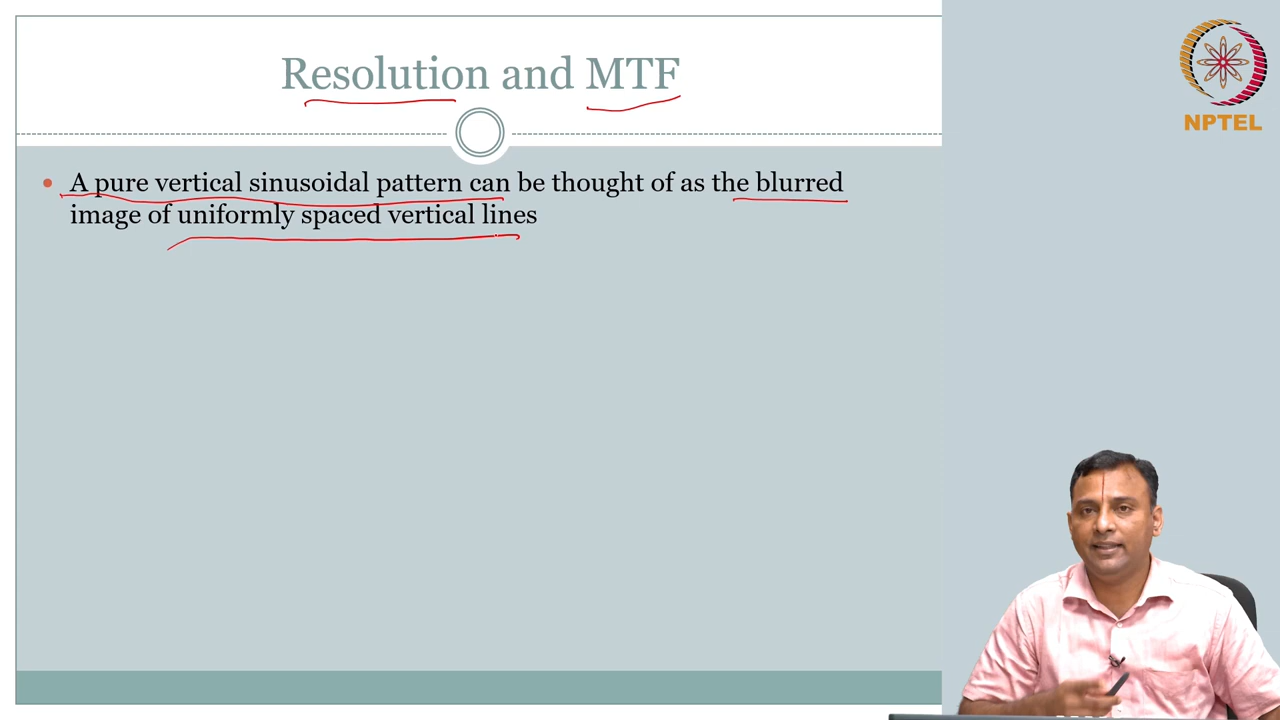 Resolution and MTF
NPTEL
• A pure vertical sinusoidal pattern can be thought of as the blurred
image of uniformly spaced vertical lines